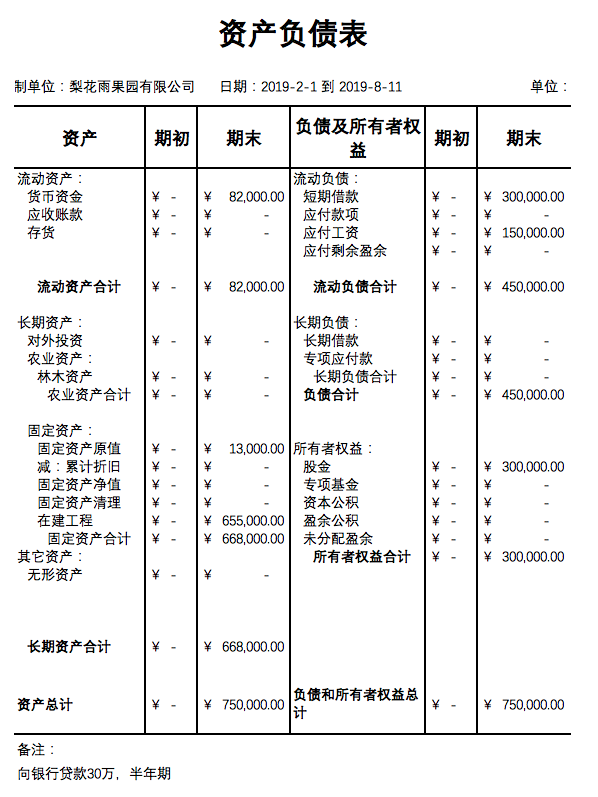 资产负债表
制单位：梨花雨果园有限公司 日期：2019-2-1 到 2019-8-11 单位：
资产 期初 期末 负债及所有者权益 期初 期末
流动资产： 流动负债：
货币资金 ¥ - ¥ 82,000.00 短期借款 ¥ - ¥ 300,000.00
应收账款 ¥ - ¥ - 应付款项 ¥ - ¥ -
存货 ¥ - ¥ - 应付工资 ¥ - ¥ 150,000.00
应付剩余盈余 ¥ - ¥ -
流动资产合计 ¥ - ¥ 82,000.00 流动负债合计 ¥ - ¥ 450,000.00
长期资产： 长期负债：
对外投资 ¥ - ¥ - 长期借款 ¥ - ¥ -
农业资产： 专项应付款 ¥ - ¥ -
林木资产 ¥ - ¥ - 长期负债合计 ¥ - ¥ -
农业资产合计 ¥ - ¥ - 负债合计 ¥ - ¥ 450,000.00
固定资产：
固定资产原值 ¥ - ¥ 13,000.00 所有者权益：
减：累计折旧 ¥ - ¥ - 股金 ¥ - ¥ 300,000.00
固定资产净值 ¥ - ¥ - 专项基金 ¥ - ¥ -
固定资产清理 ¥ - ¥ - 资本公积 ¥ - ¥ -
在建工程 ¥ - ¥ 655,000.00 盈余公积 ¥ - ¥ -
固定资产合计 ¥ - ¥ 668,000.00 未分配盈余 ¥ - ¥ -
其它资产： 所有者权益合计 ¥ - ¥ 300,000.00
无形资产 ¥ - ¥ -
长期资产合计 ¥ - ¥ 668,000.00
资产总计 ¥ - ¥ 750,000.00 负债和所有者权益总计 ¥ - ¥ 750,000.00
备注：
向银行贷款30万，半年期